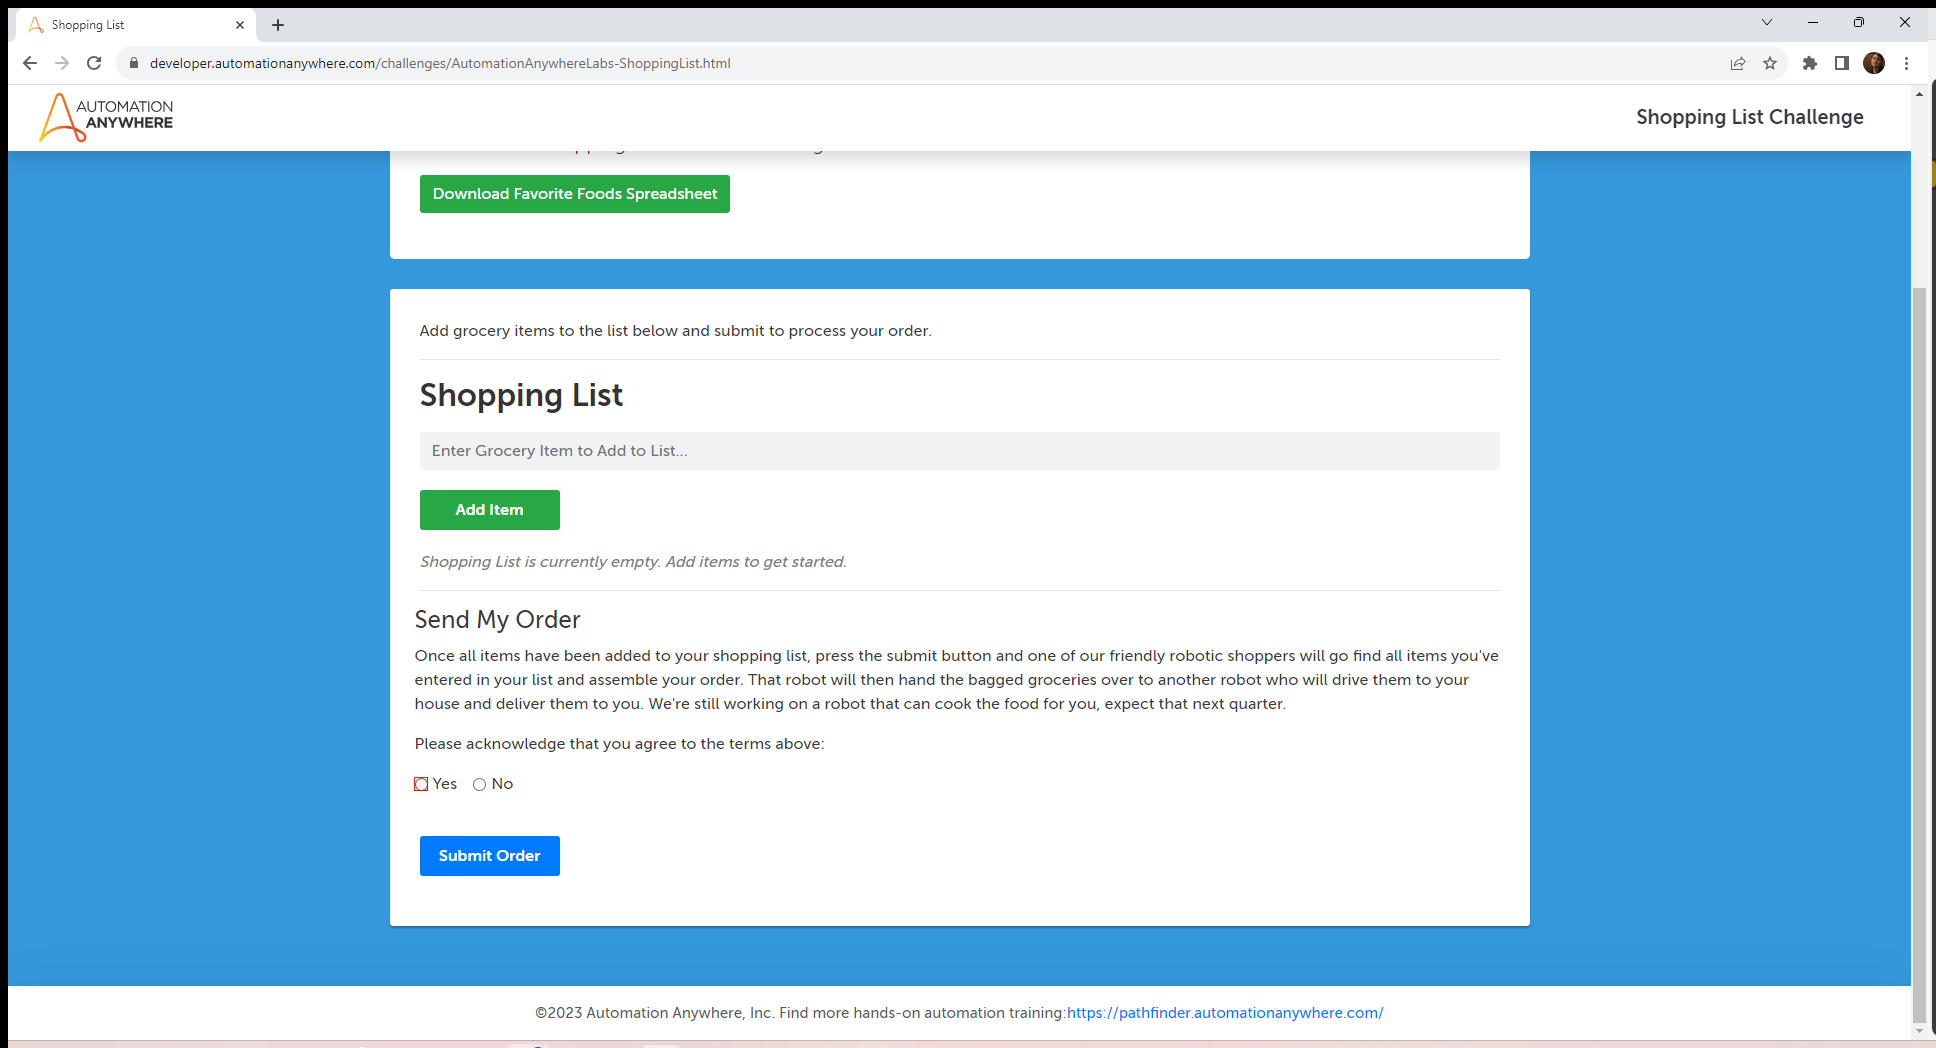 Shopping List
developer.automationanywhere.com/challenges/AutomationAnywhereLabs-ShoppingList.html
AUTOMATION
ANYWHERE
Shopping List Challenge
Download Favorite Foods Spreadsheet
Add grocery items to the list below and submit to process your order.
Shopping List
Enter Grocery Item to Add to List...
Add Item
Shopping List is currently empty. Add items to get started.
Send My Order
Once all items have been added to your shopping list, press the submit button and one of our friendly robotic shoppers will go find all items you've
entered in your list and assemble your order. That robot will then hand the bagged groceries over to another robot who will drive them to your
house and deliver them to you. We're still working on a robot that can cook the food for you, expect that next quarter.
Please acknowledge that you agree to the terms above:
Yes No
Submit Order
©2023 Automation Anywhere, Inc. Find more hands-on automation training:https://pathfinder.automationanywhere.com/